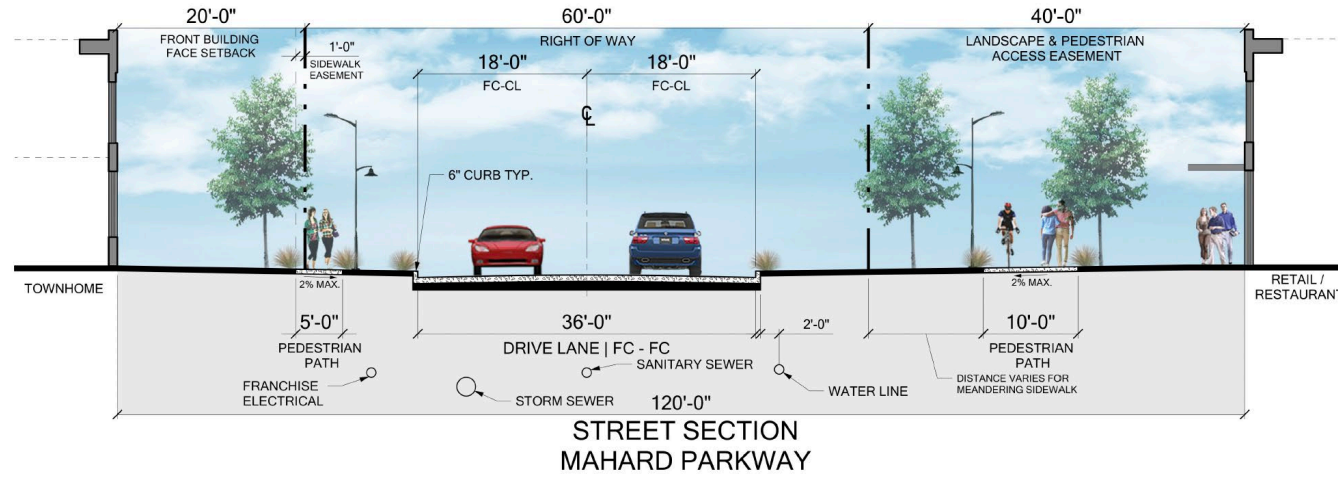 20'-0"
60'-0"
40'-0"
FRONT BUILDING
FACE SETBACK
1'-0"
SIDEWALK
EASEMENT
RIGHT OF WAY
LANDSCAPE & PEDESTRIAN
ACCESS EASEMENT
18'-0"
18'-0"
FC-CL
FC-CL
CL
6" CURB TYP.
TOWNHOME
2% MAX.
2% MAX.
RETAIL /
RESTAURANT
5'-0"
36'-0"
2'-0"
10'-0"
PEDESTRIAN
PATH
DRIVE LANE | FC - FC
PEDESTRIAN
PATH
SANITARY SEWER
DISTANCE VARIES FOR
MEANDERING SIDEWALK
FRANCHISE
ELECTRICAL
STORM SEWER
WATER LINE
120'-0"
STREET SECTION
MAHARD PARKWAY